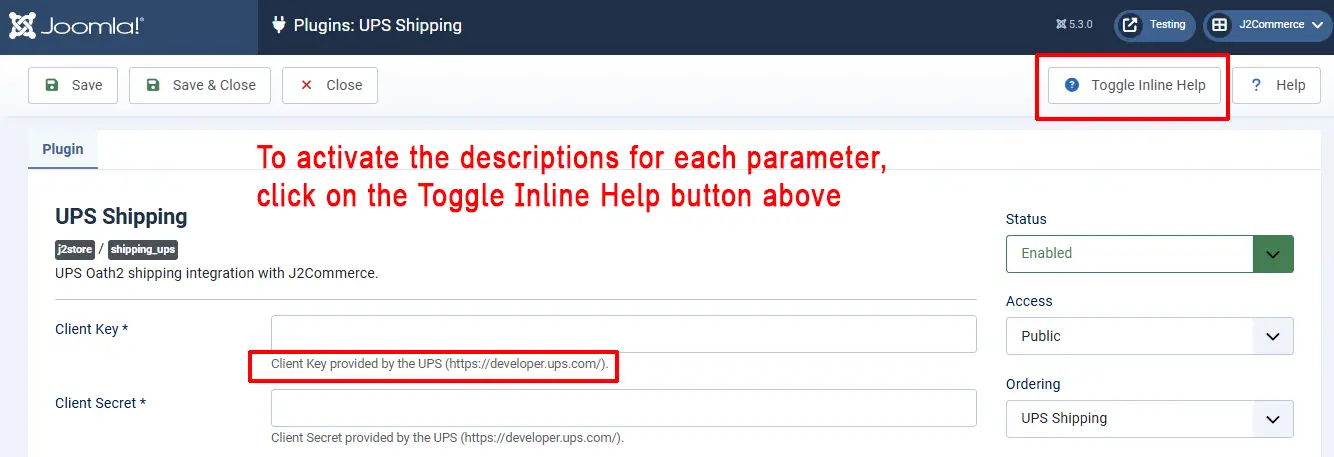 Joomla!®
Plugins: UPS Shipping
5.3.0
Testing
J2Commerce
Save
Save & Close
Close
Toggle Inline Help
Help
Plugin
To activate the descriptions for each parameter,
click on the Toggle Inline Help button above
UPS Shipping
j2store / shipping_ups
UPS Oath2 shipping integration with J2Commerce.
Client Key *
Client Key provided by the UPS (https://developer.ups.com/).
Client Secret *
Client Secret provided by the UPS (https://developer.ups.com/).
Status
Enabled
Access
Public
Ordering
UPS Shipping